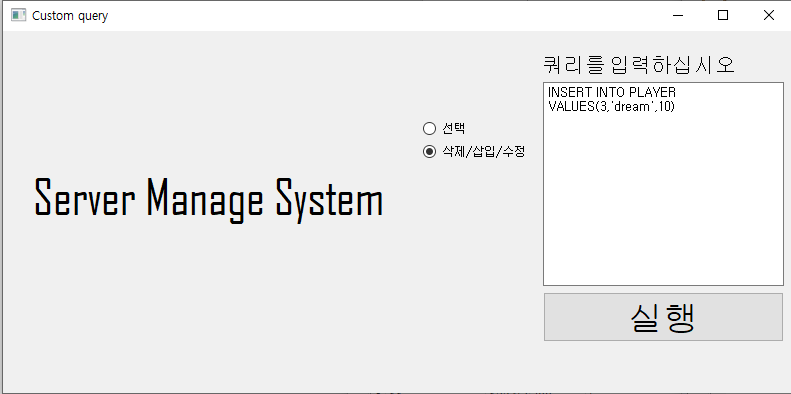 Custom query
Server Manage System
선택
삭제/삽입/수정
쿼리를입력하십시오
INSERT INTO PLAYER
VALUES(3,'dream',10)
실행